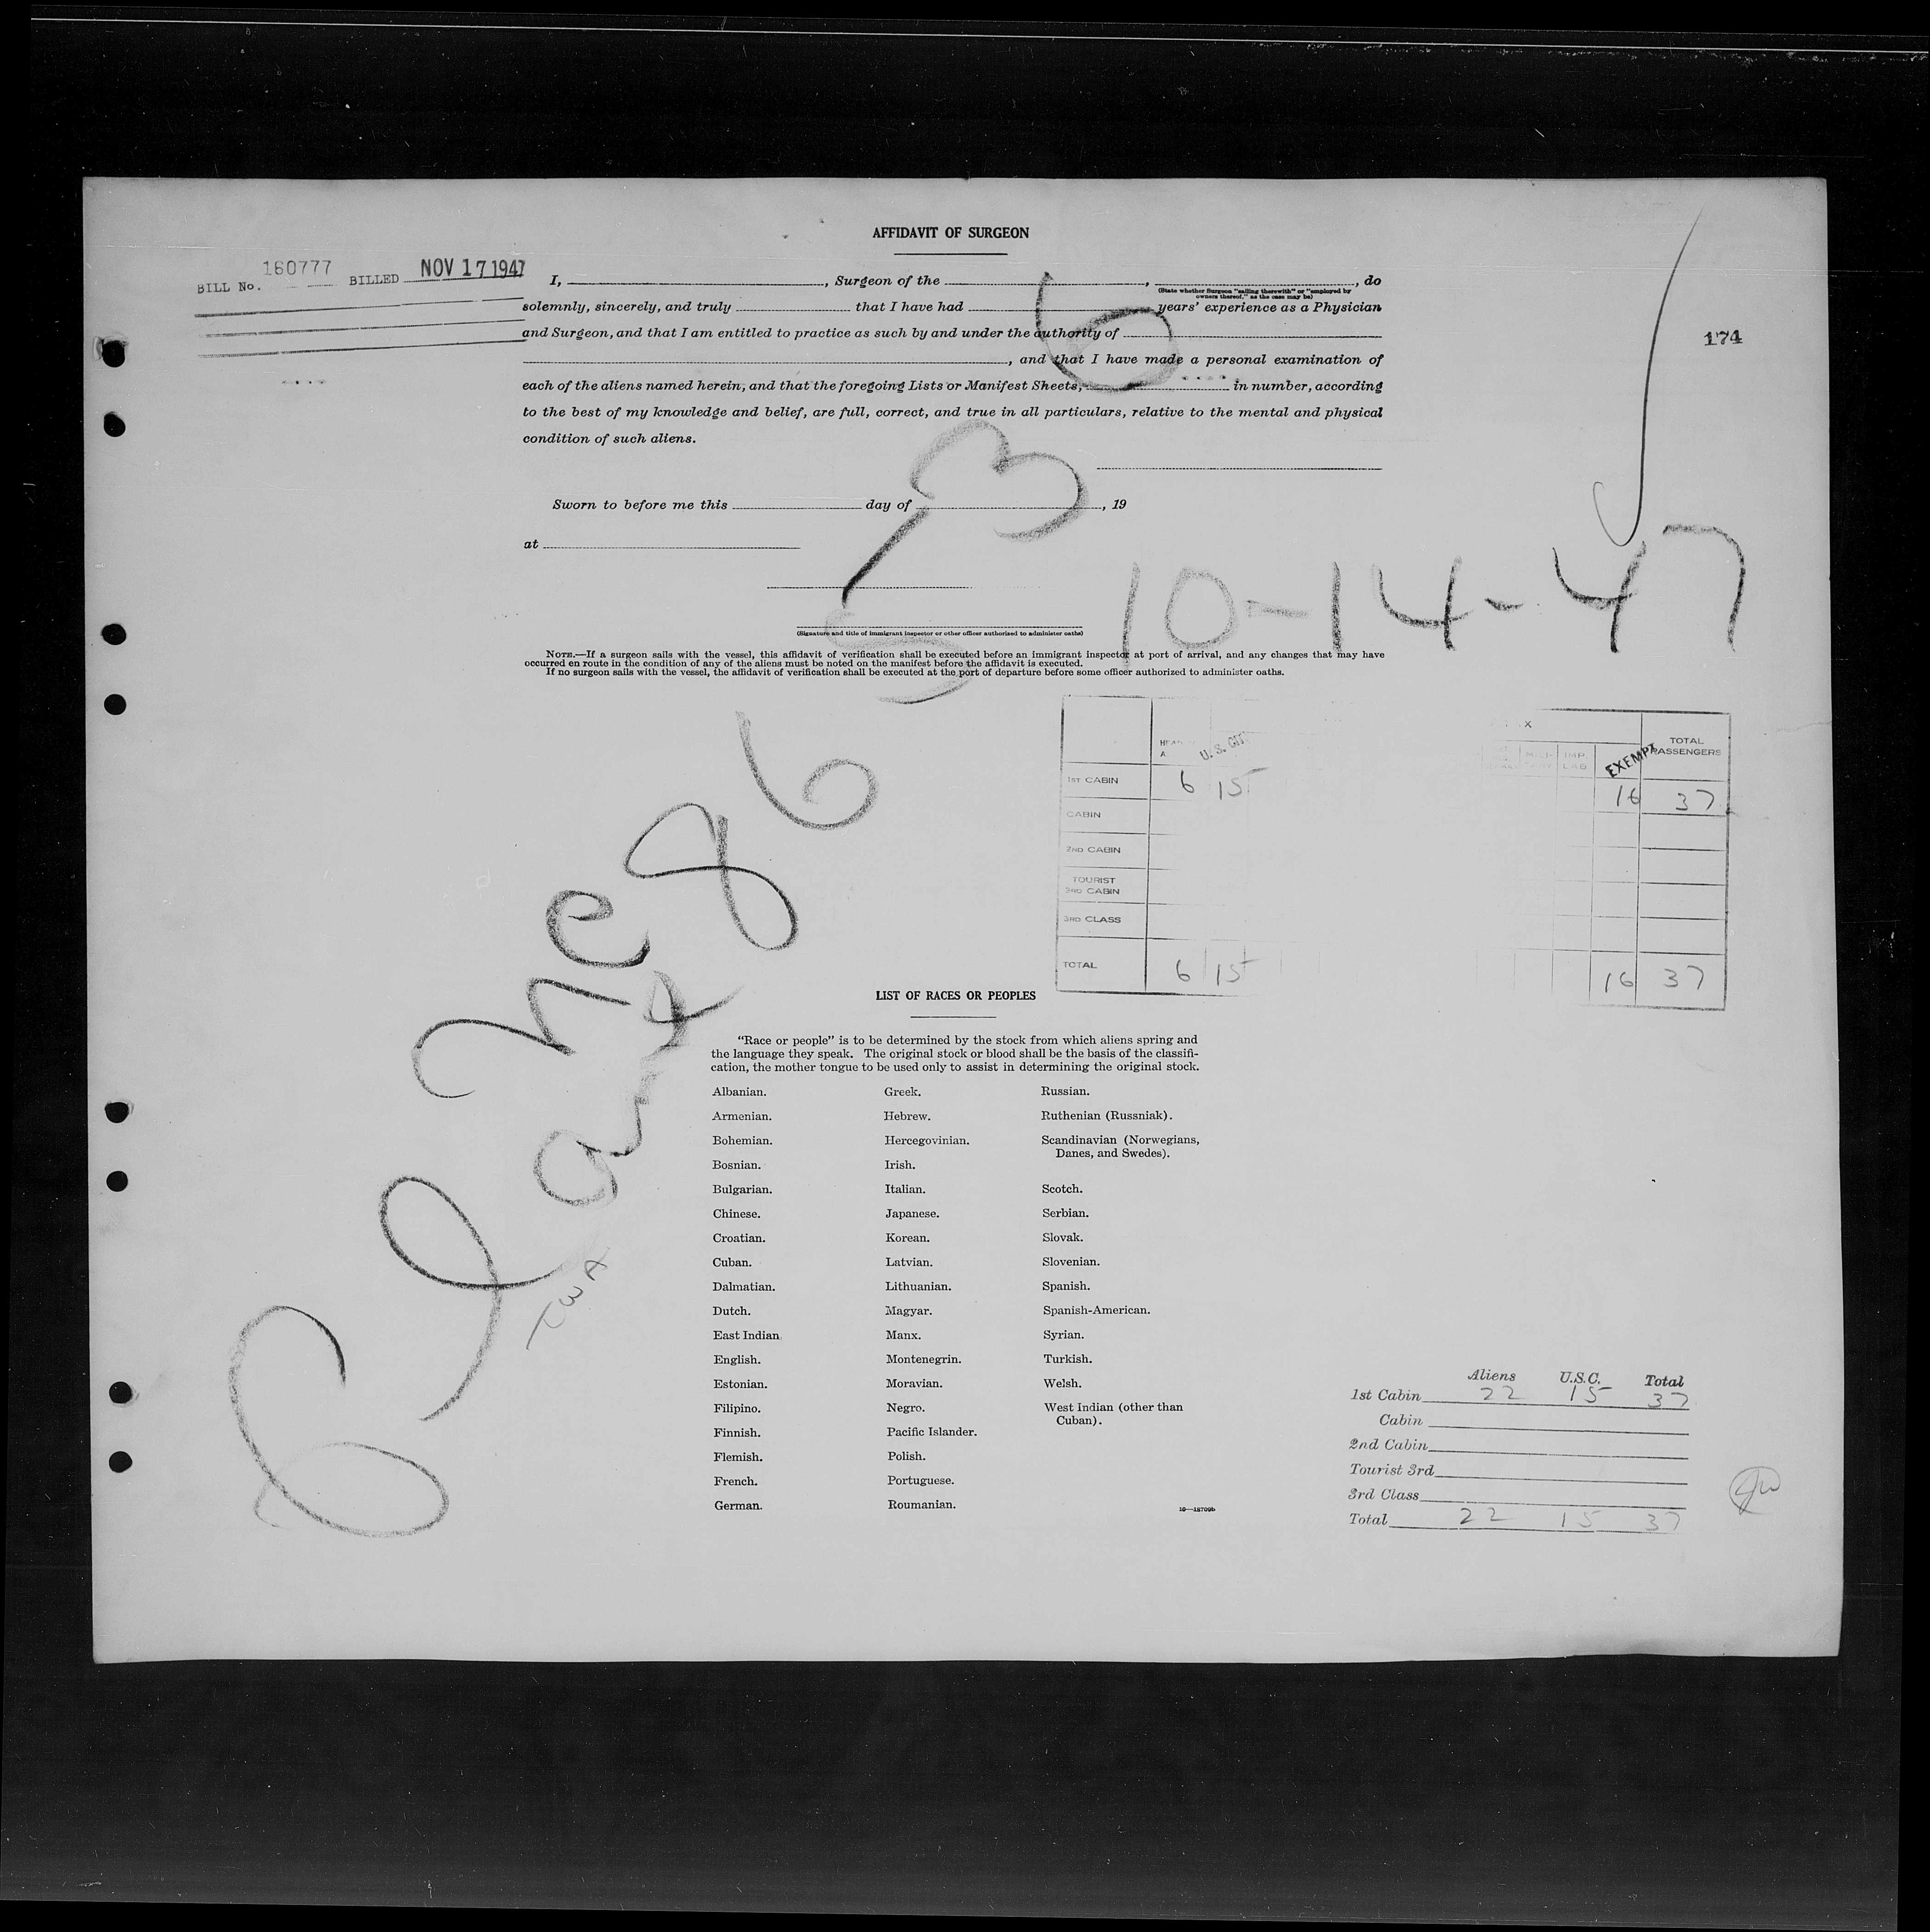 AFFIDAVIT OF SURGEON
BILL No. 160777 BILLED NOV 17 1947
I, , Surgeon of the , , do
(State whether Surgeon "sailing therewith" or "employed by
owners thereof," as the case may be)
solemnly, sincerely, and truly that I have had years' experience as a Physician
and Surgeon, and that I am entitled to practice as such by and under the authority of
174
, and that I have made a personal examination of
each of the aliens named herein, and that the foregoing Lists or Manifest Sheets, in number, according
to the best of my knowledge and belief, are full, correct, and true in all particulars, relative to the mental and physical
condition of such aliens.
Sworn to before me this day of , 19
at
10-14-47
(Signature and title of immigrant inspector or other officer authorized to administer oaths)
NOTE.—If a surgeon sails with the vessel, this affidavit of verification shall be executed before an immigrant inspector at port of arrival, and any changes that may have
occurred en route in the condition of any of the aliens must be noted on the manifest before the affidavit is executed.
If no surgeon sails with the vessel, the affidavit of verification shall be executed at the port of departure before some officer authorized to administer oaths.
U. S. CIT X TOTAL
IMP. LAB EXEMPT PASSENGERS
1ST CABIN 6 15 16 37
CABIN
2ND CABIN
TOURIST
3RD CABIN
3RD CLASS
TOTAL 6 15 16 37
TWA
LIST OF RACES OR PEOPLES
"Race or people" is to be determined by the stock from which aliens spring and
the language they speak. The original stock or blood shall be the basis of the classifi-
cation, the mother tongue to be used only to assist in determining the original stock.
Albanian.
Armenian.
Bohemian.
Bosnian.
Bulgarian.
Chinese.
Croatian.
Cuban.
Dalmatian.
Dutch.
East Indian
English.
Estonian.
Filipino.
Finnish.
Flemish.
French.
German.
Greek.
Hebrew.
Hercegovinian.
Irish.
Italian.
Japanese.
Korean.
Latvian.
Lithuanian.
Magyar.
Manx.
Montenegrin.
Moravian.
Negro.
Pacific Islander.
Polish.
Portuguese.
Roumanian.
Russian.
Ruthenian (Russniak).
Scandinavian (Norwegians,
Danes, and Swedes).
Scotch.
Serbian.
Slovak.
Slovenian.
Spanish.
Spanish-American.
Syrian.
Turkish.
Welsh.
West Indian (other than
Cuban).
16—18709b
Aliens U.S.C. Total
1st Cabin 22 15 37
Cabin
2nd Cabin
Tourist 3rd
3rd Class
Total 22 15 37